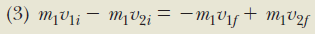 (3) m₁v₁ᵢ − m₁v₂ᵢ = −m₁v₁f + m₁v₂f